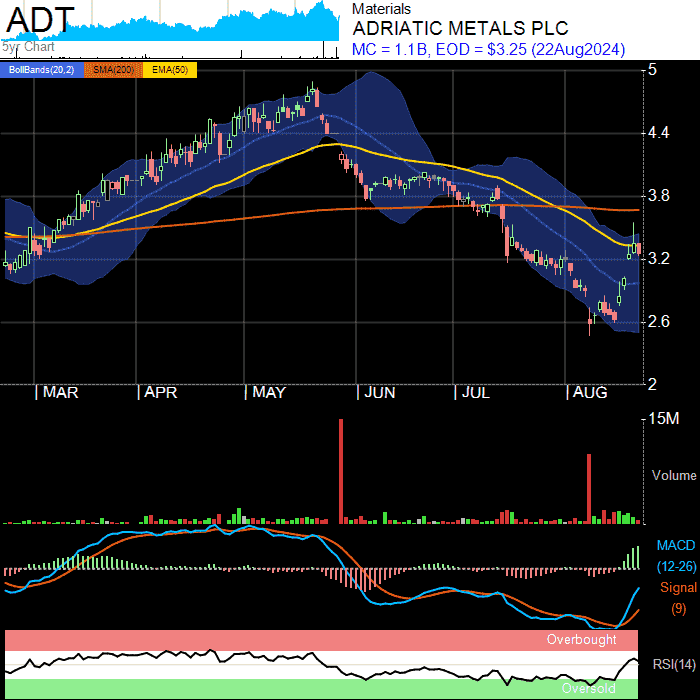 ADT
5yr Chart
Materials
ADRIATIC METALS PLC
MC = 1.1B, EOD = $3.25 (22Aug2024)
BollBands(20,2) SMA(200) EMA(50)
5
4.4
3.8
3.2
2.6
2
MAR APR MAY JUN JUL AUG
15M
Volume
MACD
(12-26)
Signal
(9)
Overbought
RSI(14)
Oversold